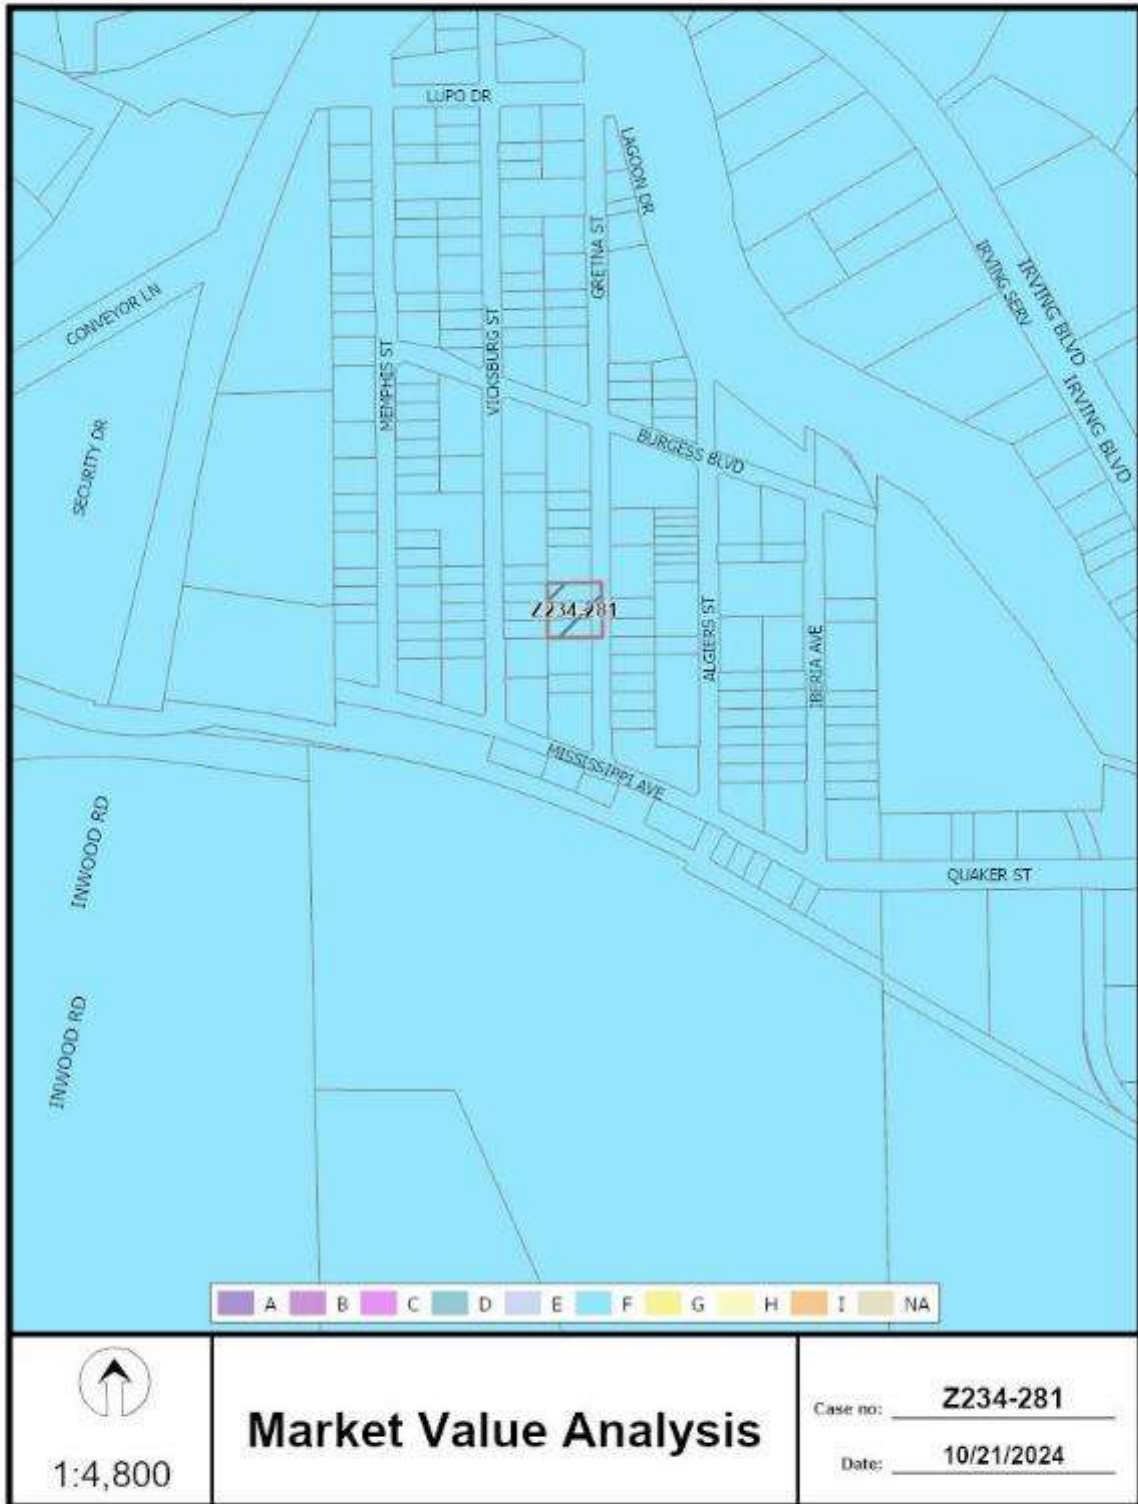 LUPO DR
LAGOON DR
GRETNA ST
IRVING SERV
IRVING BLVD
CONVEYOR LN
MEMPHIS ST
VICKSBURG ST
IRVING BLVD
SECURITY DR
BURGESS BLVD
Z234-281
ALGIERS ST
IBERIA AVE
MISSISSIPPI AVE
INWOOD RD
QUAKER ST
INWOOD RD
A B C D E F G H I NA
1:4,800
Market Value Analysis
Case no: Z234-281
Date: 10/21/2024